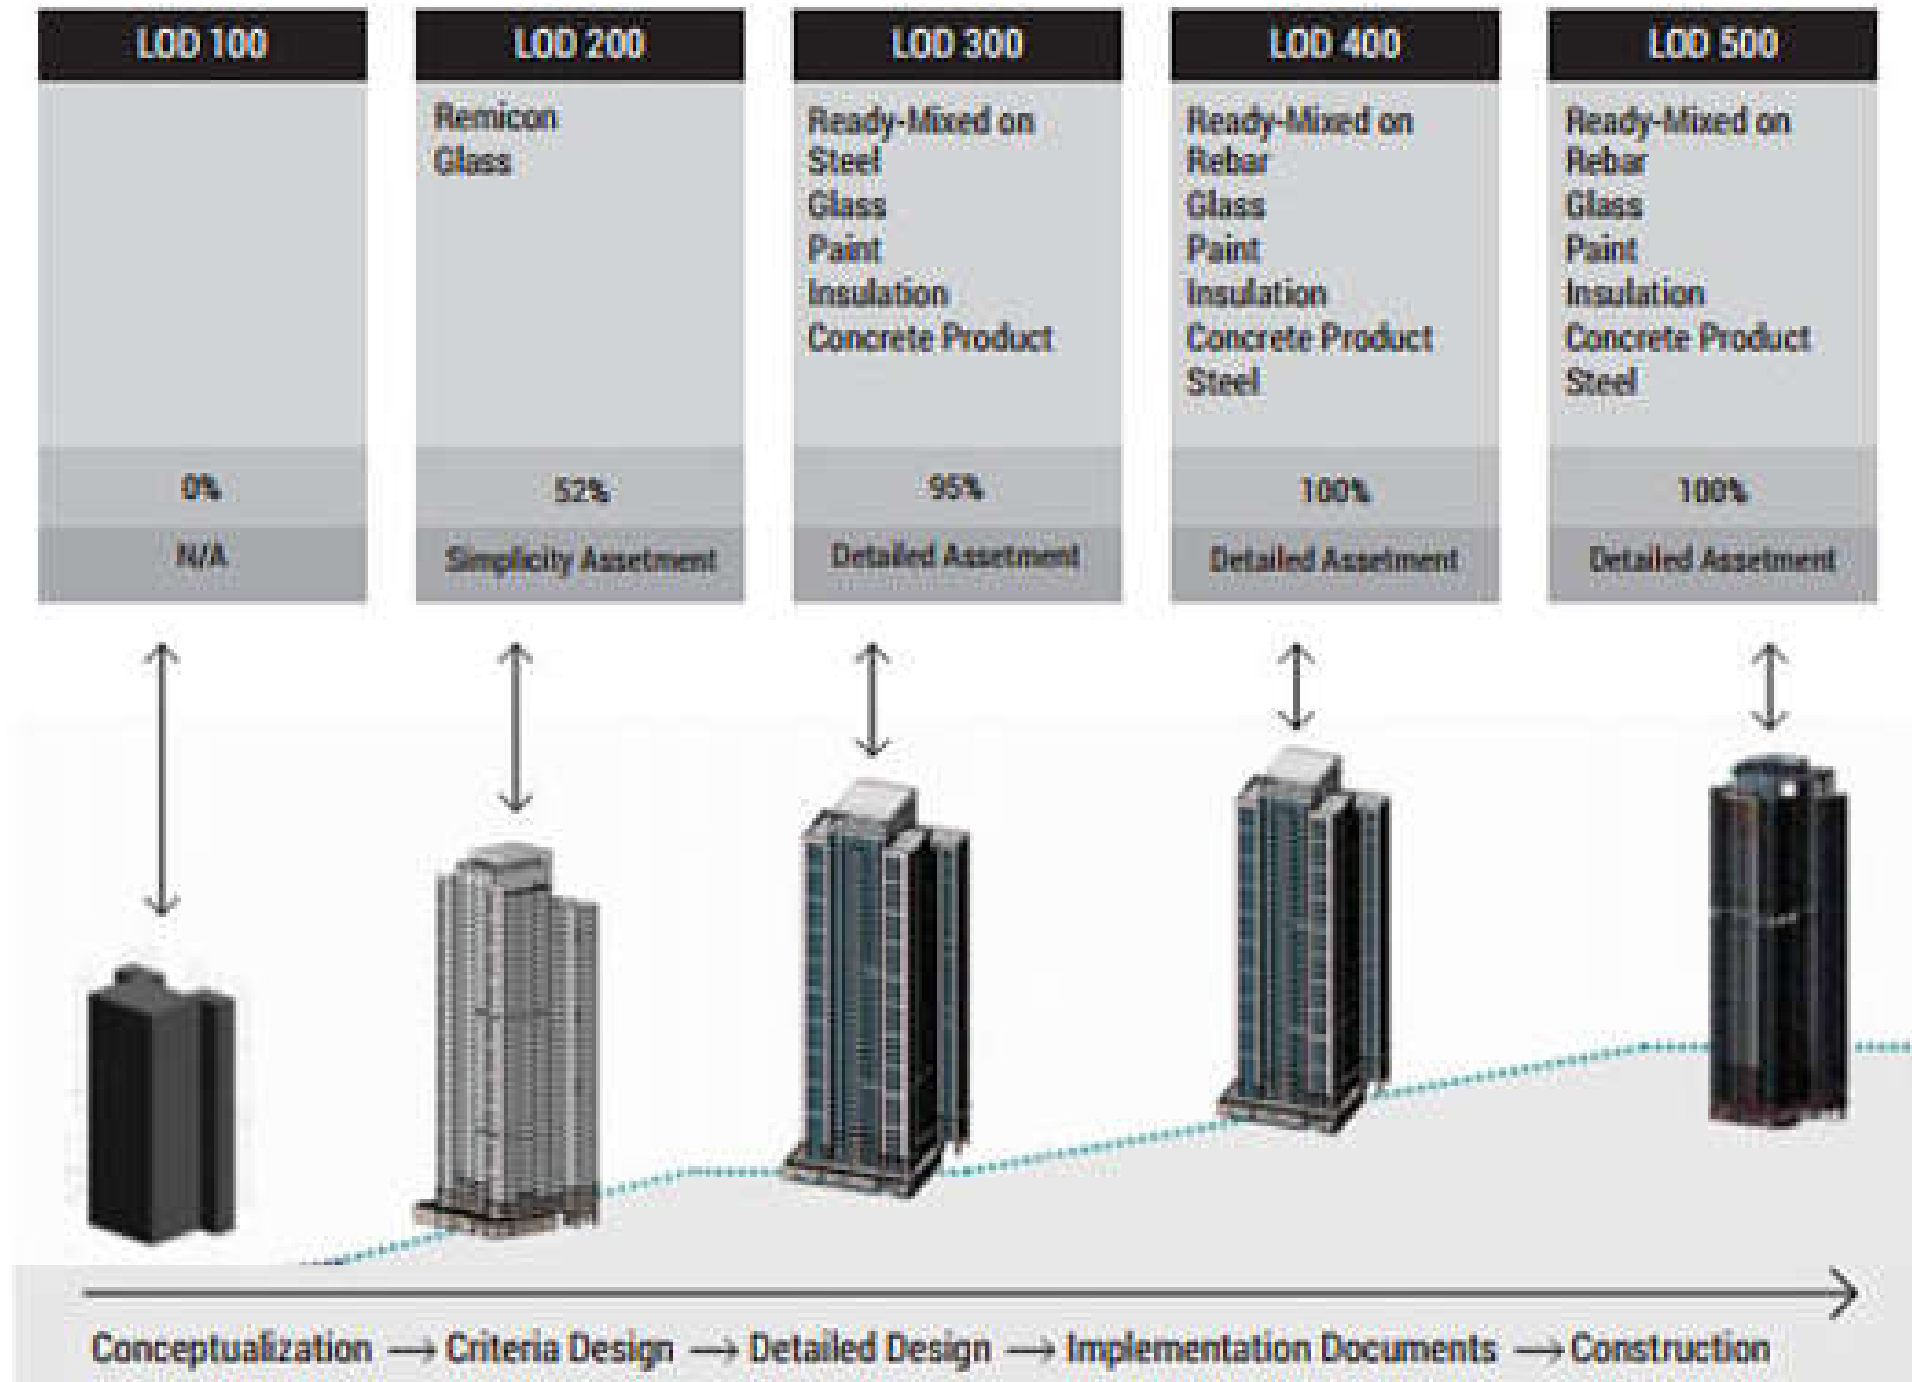 LOD 100
0%
N/A
LOD 200
Remicon
Glass
52%
Simplicity Assetment
LOD 300
Ready-Mixed on
Steel
Glass
Paint
Insulation
Concrete Product
95%
Detailed Assetment
LOD 400
Ready-Mixed on
Rebar
Glass
Paint
Insulation
Concrete Product
Steel
100%
Detailed Assetment
LOD 500
Ready-Mixed on
Rebar
Glass
Paint
Insulation
Concrete Product
Steel
100%
Detailed Assetment
Conceptualization → Criteria Design → Detailed Design → Implementation Documents → Construction